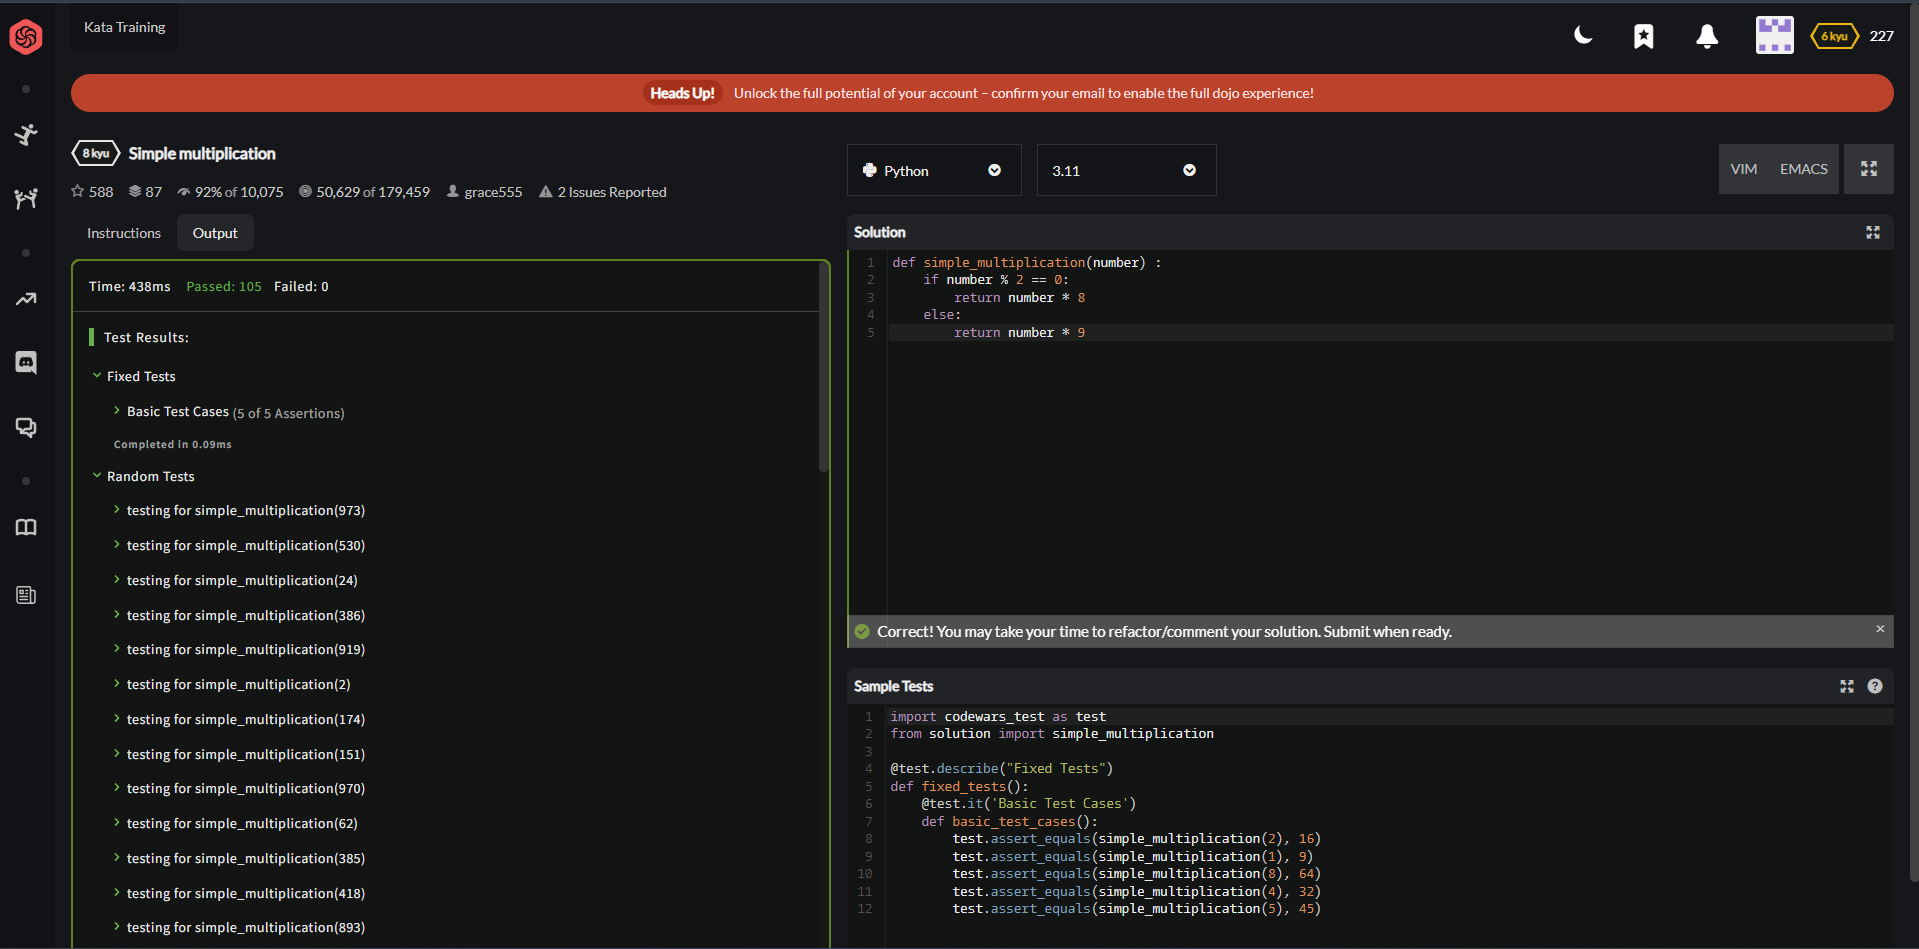 Kata Training
6 kyu 227
Heads Up! Unlock the full potential of your account – confirm your email to enable the full dojo experience!
8 kyu Simple multiplication
588 87 92% of 10,075 50,629 of 179,459 grace555 2 Issues Reported
Instructions Output
Time: 438ms Passed: 105 Failed: 0
Test Results:
Fixed Tests
Basic Test Cases (5 of 5 Assertions)
Completed in 0.09ms
Random Tests
testing for simple_multiplication(973)
testing for simple_multiplication(530)
testing for simple_multiplication(24)
testing for simple_multiplication(386)
testing for simple_multiplication(919)
testing for simple_multiplication(2)
testing for simple_multiplication(174)
testing for simple_multiplication(151)
testing for simple_multiplication(970)
testing for simple_multiplication(62)
testing for simple_multiplication(385)
testing for simple_multiplication(418)
testing for simple_multiplication(893)
Python 3.11 VIM EMACS
Solution
1 def simple_multiplication(number) :
2     if number % 2 == 0:
3         return number * 8
4     else:
5         return number * 9
Correct! You may take your time to refactor/comment your solution. Submit when ready. ×
Sample Tests ?
1 import codewars_test as test
2 from solution import simple_multiplication
3
4 @test.describe("Fixed Tests")
5 def fixed_tests():
6     @test.it('Basic Test Cases')
7     def basic_test_cases():
8         test.assert_equals(simple_multiplication(2), 16)
9         test.assert_equals(simple_multiplication(1), 9)
10         test.assert_equals(simple_multiplication(8), 64)
11         test.assert_equals(simple_multiplication(4), 32)
12         test.assert_equals(simple_multiplication(5), 45)